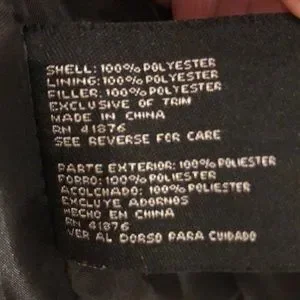 SHELL: 100% POLYESTER
LINING: 100% POLYESTER
FILLER: 100% POLYESTER
EXCLUSIVE OF TRIM
MADE IN CHINA
RN 41876
SEE REVERSE FOR CARE
PARTE EXTERIOR: 100% POLIESTER
FORRO: 100% POLIESTER
ACOLCHADO: 100% POLIESTER
EXCLUYE ADORNOS
HECHO EN CHINA
RN 41876
VER AL DORSO PARA CUIDADO